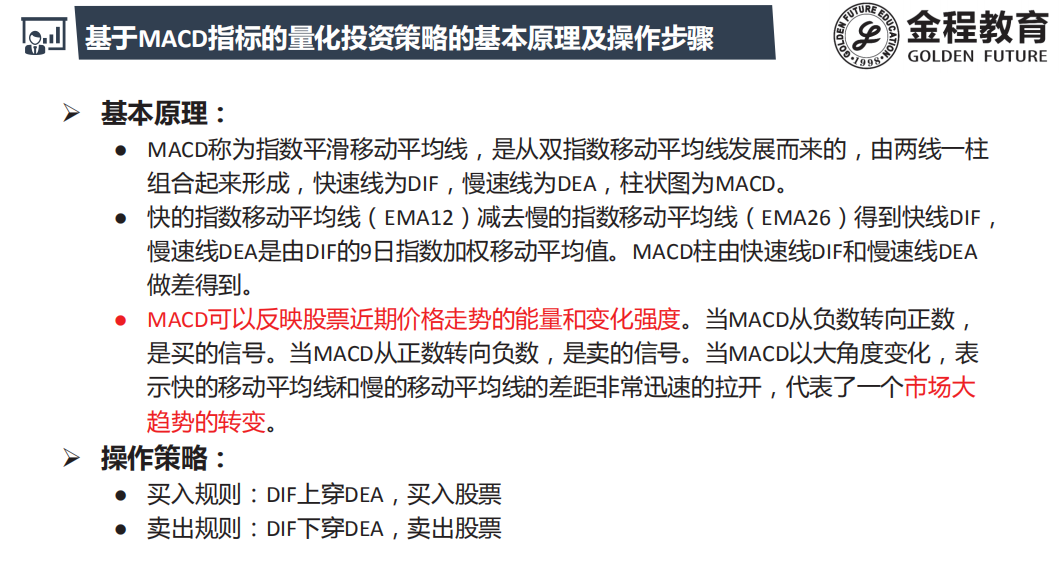 基于MACD指标的量化投资策略的基本原理及操作步骤
GOLDEN FUTURE EDUCATION
·1998·
金程教育
GOLDEN FUTURE
➢ 基本原理：
● MACD称为指数平滑移动平均线，是从双指数移动平均线发展而来的，由两线一柱
组合起来形成，快速线为DIF，慢速线为DEA，柱状图为MACD。
● 快的指数移动平均线（EMA12）减去慢的指数移动平均线（EMA26）得到快线DIF，
慢速线DEA是由DIF的9日指数加权移动平均值。MACD柱由快速线DIF和慢速线DEA
做差得到。
● MACD可以反映股票近期价格走势的能量和变化强度。当MACD从负数转向正数，
是买的信号。当MACD从正数转向负数，是卖的信号。当MACD以大角度变化，表
示快的移动平均线和慢的移动平均线的差距非常迅速的拉开，代表了一个市场大
趋势的转变。
➢ 操作策略：
● 买入规则：DIF上穿DEA，买入股票
● 卖出规则：DIF下穿DEA，卖出股票